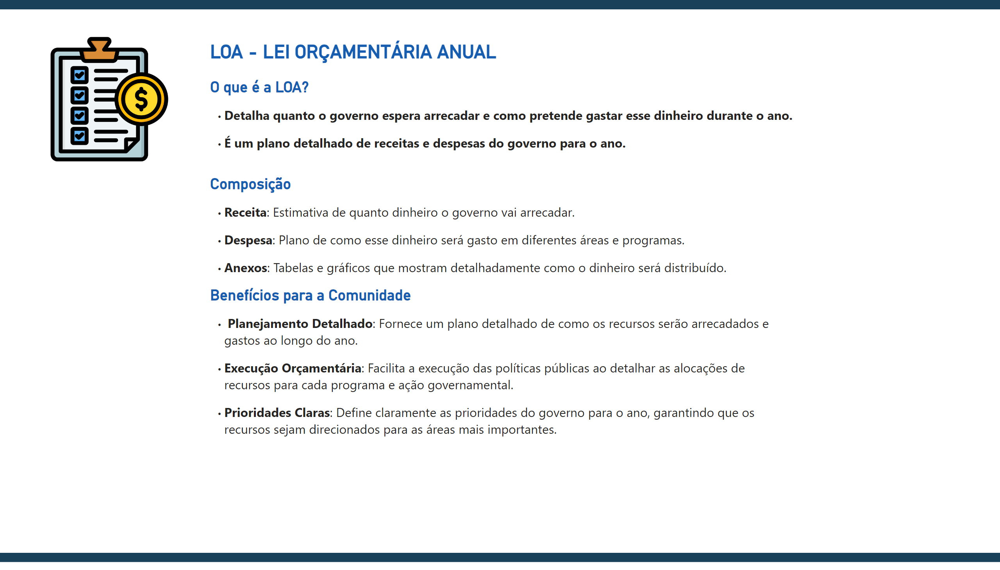 LOA - LEI ORÇAMENTÁRIA ANUAL
O que é a LOA?
• Detalha quanto o governo espera arrecadar e como pretende gastar esse dinheiro durante o ano.
• É um plano detalhado de receitas e despesas do governo para o ano.
Composição
• Receita: Estimativa de quanto dinheiro o governo vai arrecadar.
• Despesa: Plano de como esse dinheiro será gasto em diferentes áreas e programas.
• Anexos: Tabelas e gráficos que mostram detalhadamente como o dinheiro será distribuído.
Benefícios para a Comunidade
• Planejamento Detalhado: Fornece um plano detalhado de como os recursos serão arrecadados e
gastos ao longo do ano.
• Execução Orçamentária: Facilita a execução das políticas públicas ao detalhar as alocações de
recursos para cada programa e ação governamental.
• Prioridades Claras: Define claramente as prioridades do governo para o ano, garantindo que os
recursos sejam direcionados para as áreas mais importantes.